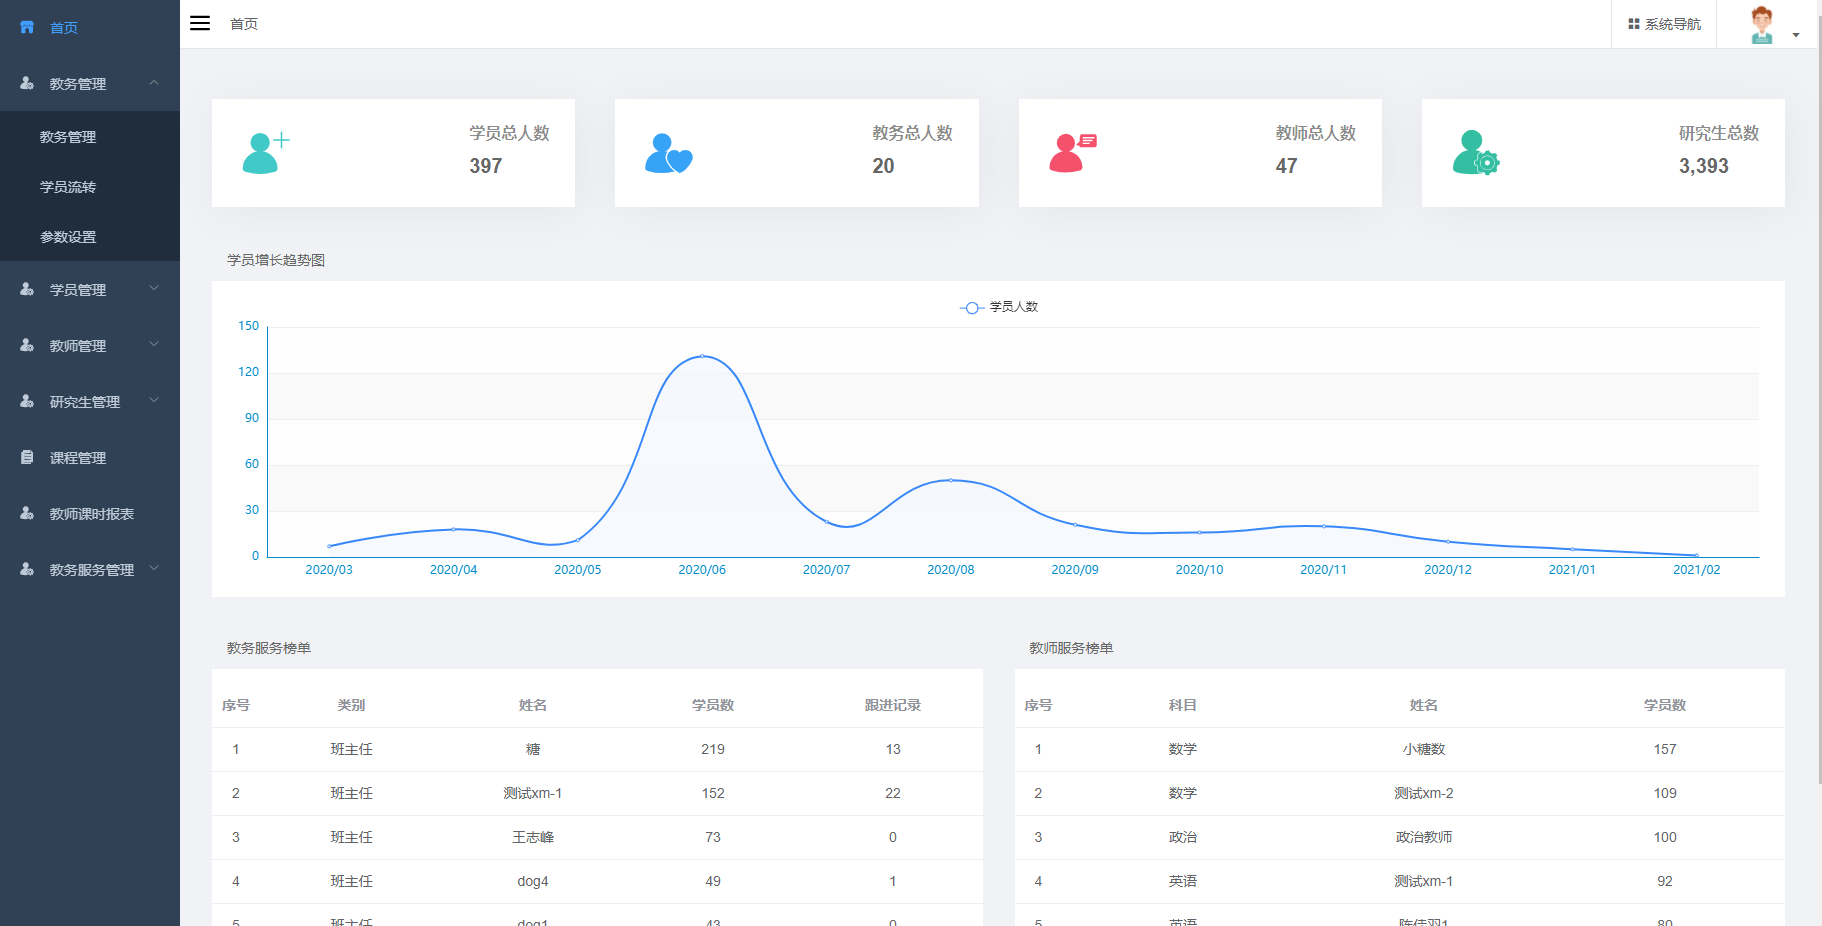 首页
教务管理
教务管理
学员流转
参数设置
学员管理
教师管理
研究生管理
课程管理
教师课时报表
教务服务管理
首页
系统导航
学员总人数
397
教务总人数
20
教师总人数
47
研究生总数
3,393
学员增长趋势图
学员人数
150
120
90
60
30
0
2020/03 2020/04 2020/05 2020/06 2020/07 2020/08 2020/09 2020/10 2020/11 2020/12 2021/01 2021/02
教务服务榜单
序号 类别 姓名 学员数 跟进记录
1 班主任 糖 219 13
2 班主任 测试xm-1 152 22
3 班主任 王志峰 73 0
4 班主任 dog4 49 1
5 班主任 dog1 43 0
教师服务榜单
序号 科目 姓名 学员数
1 数学 小糖数 157
2 数学 测试xm-2 109
3 政治 政治教师 100
4 英语 测试xm-1 92
5 英语 80